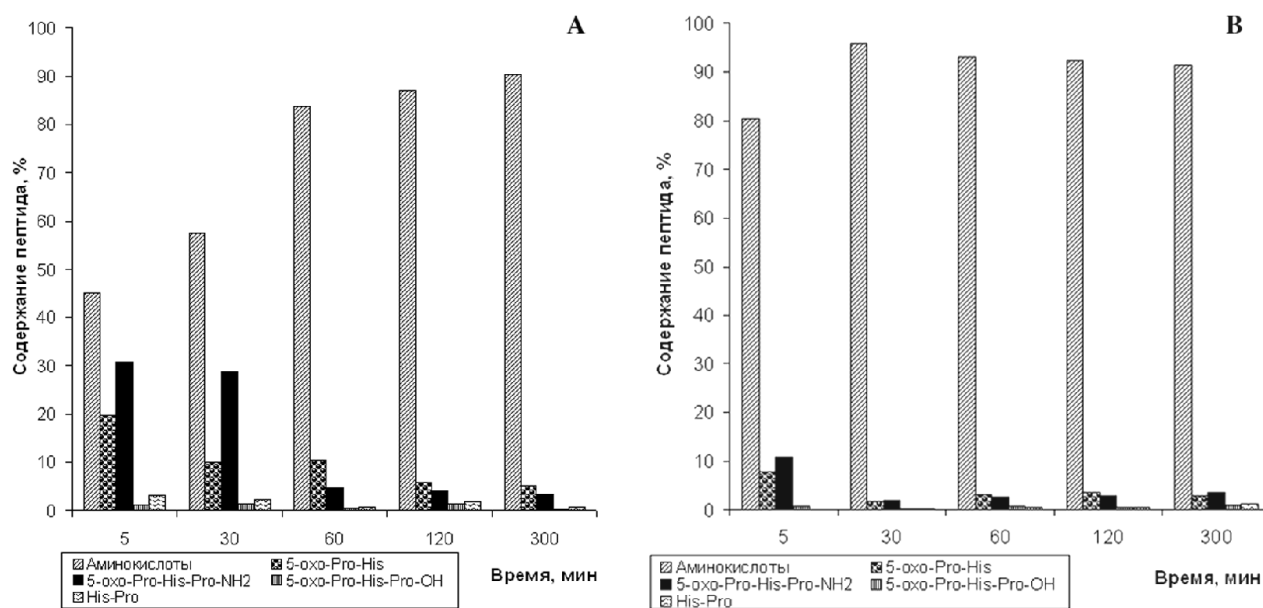 A
Содержание пептида, %
100
90
80
70
60
50
40
30
20
10
0
5 30 60 120 300
Время, мин
Аминокислоты 5-oxo-Pro-His
5-oxo-Pro-His-Pro-NH2 5-oxo-Pro-His-Pro-OH
His-Pro
B
Содержание пептида, %
100
90
80
70
60
50
40
30
20
10
0
5 30 60 120 300
Время, мин
Аминокислоты 5-oxo-Pro-His
5-oxo-Pro-His-Pro-NH2 5-oxo-Pro-His-Pro-OH
His-Pro